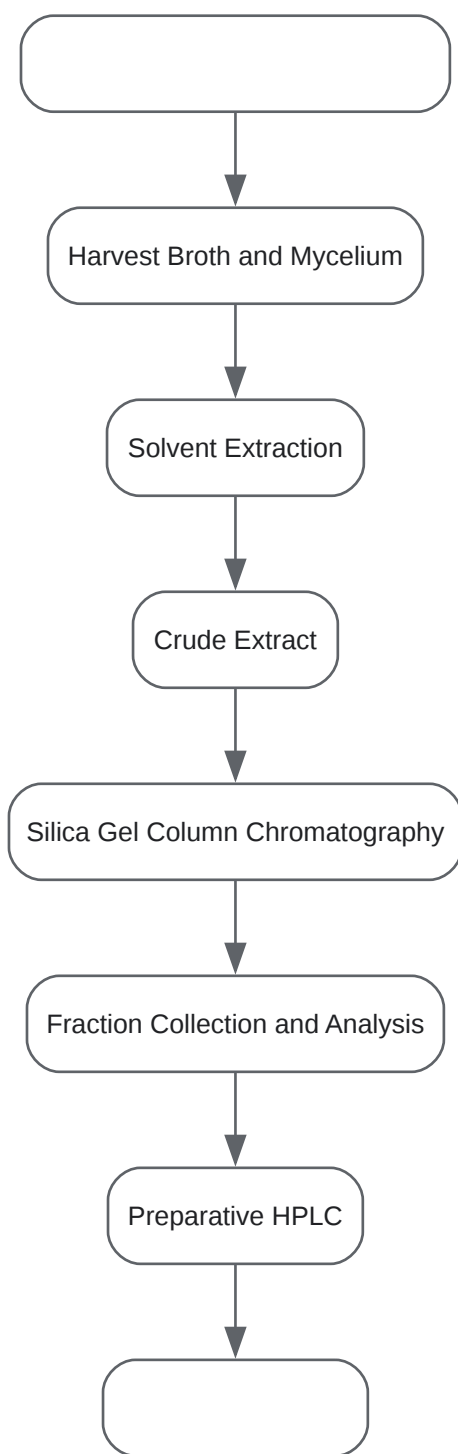 Harvest Broth and Mycelium
Solvent Extraction
Crude Extract
Silica Gel Column Chromatography
Fraction Collection and Analysis
Preparative HPLC